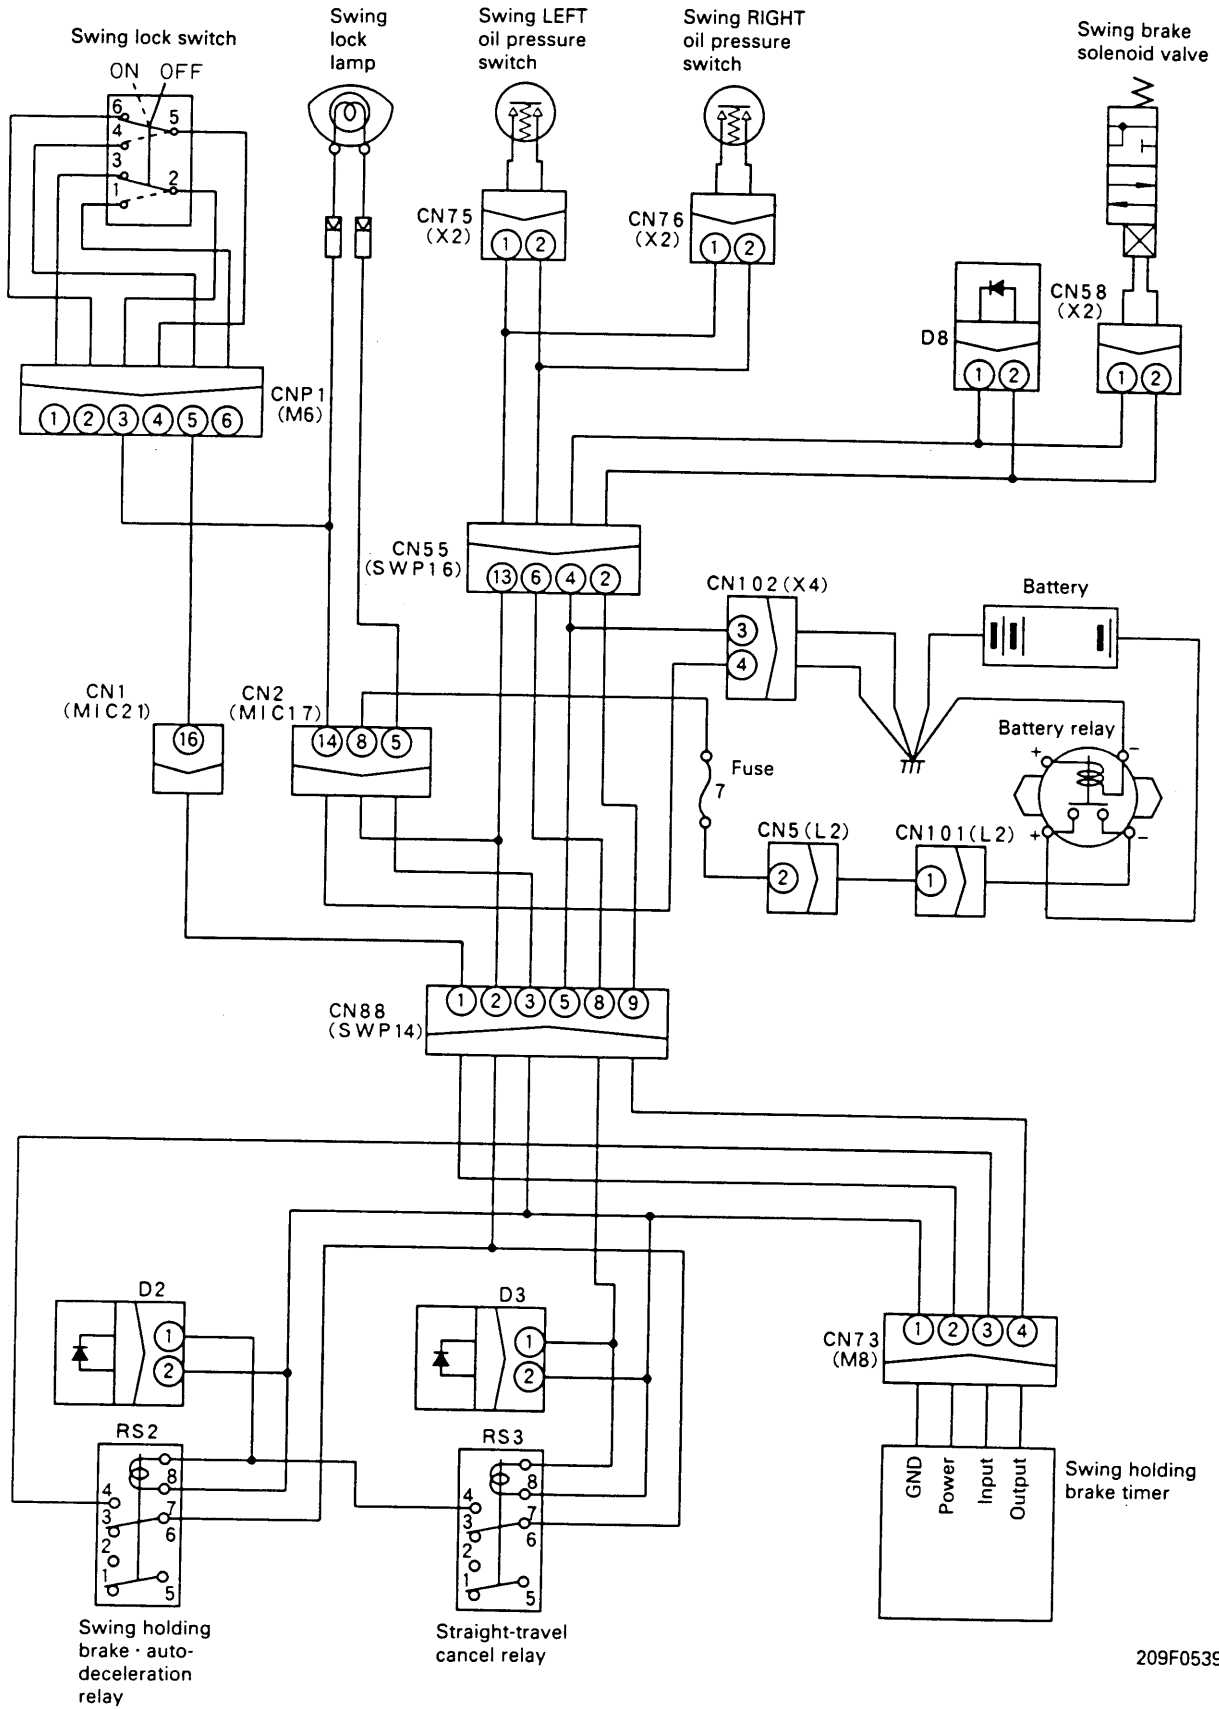 Swing lock switch
ON OFF
6
5
4
3
2
1
Swing
lock
lamp
Swing LEFT
oil pressure
switch
Swing RIGHT
oil pressure
switch
Swing brake
solenoid valve
CN75
(X2)
1 2
CN76
(X2)
1 2
D8
1 2
CN58
(X2)
1 2
CNP1
(M6)
1 2 3 4 5 6
CN55
(SWP16)
13 6 4 2
CN102(X4)
3
4
Battery
CN1
(MIC21)
16
CN2
(MIC17)
14 8 5
Fuse
7
Battery relay
+ −
+ −
CN5(L2)
2
CN101(L2)
1
CN88
(SWP14)
1 2 3 5 8 9
D2
1
2
D3
1
2
CN73
(M8)
1 2 3 4
GND
Power
Input
Output
Swing holding
brake timer
RS2
8
4
7
3
6
2
1
5
Swing holding
brake · auto-
deceleration
relay
RS3
8
4
7
3
6
2
1
5
Straight-travel
cancel relay
209F0539